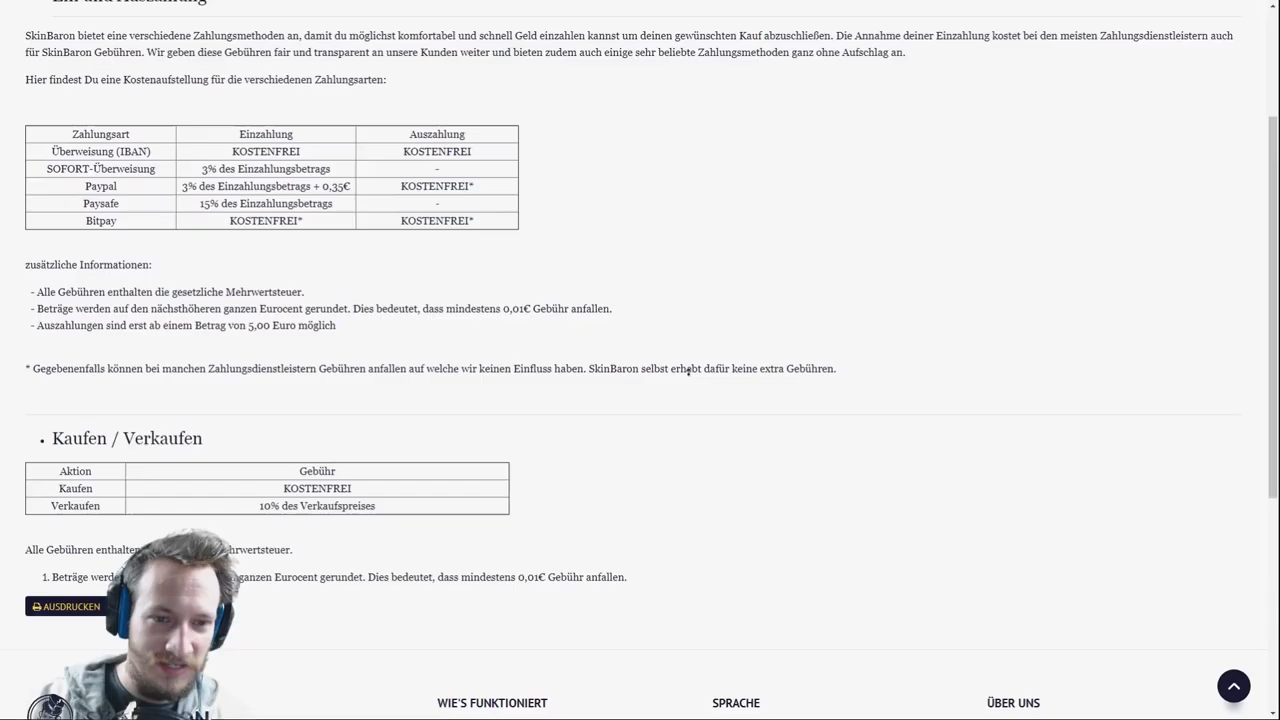 SkinBaron bietet eine verschiedene Zahlungsmethoden an, damit du möglichst komfortabel und schnell Geld einzahlen kannst um deinen gewünschten Kauf abzuschließen. Die Annahme deiner Einzahlung kostet bei den meisten Zahlungsdienstleistern auch
für SkinBaron Gebühren. Wir geben diese Gebühren fair und transparent an unsere Kunden weiter und bieten zudem auch einige sehr beliebte Zahlungsmethoden ganz ohne Aufschlag an.
Hier findest Du eine Kostenaufstellung für die verschiedenen Zahlungsarten:
Zahlungsart Einzahlung Auszahlung
Überweisung (IBAN) KOSTENFREI KOSTENFREI
SOFORT-Überweisung 3% des Einzahlungsbetrags -
Paypal 3% des Einzahlungsbetrags + 0,35€ KOSTENFREI*
Paysafe 15% des Einzahlungsbetrags -
Bitpay KOSTENFREI* KOSTENFREI*
zusätzliche Informationen:
- Alle Gebühren enthalten die gesetzliche Mehrwertsteuer.
- Beträge werden auf den nächsthöheren ganzen Eurocent gerundet. Dies bedeutet, dass mindestens 0,01€ Gebühr anfallen.
- Auszahlungen sind erst ab einem Betrag von 5,00 Euro möglich
* Gegebenenfalls können bei manchen Zahlungsdienstleistern Gebühren anfallen auf welche wir keinen Einfluss haben. SkinBaron selbst erhebt dafür keine extra Gebühren.
• Kaufen / Verkaufen
Aktion Gebühr
Kaufen KOSTENFREI
Verkaufen 10% des Verkaufspreises
Alle Gebühren enthalten hrwertsteuer.
1. Beträge werd ganzen Eurocent gerundet. Dies bedeutet, dass mindestens 0,01€ Gebühr anfallen.
AUSDRUCKEN
WIE'S FUNKTIONIERT SPRACHE ÜBER UNS